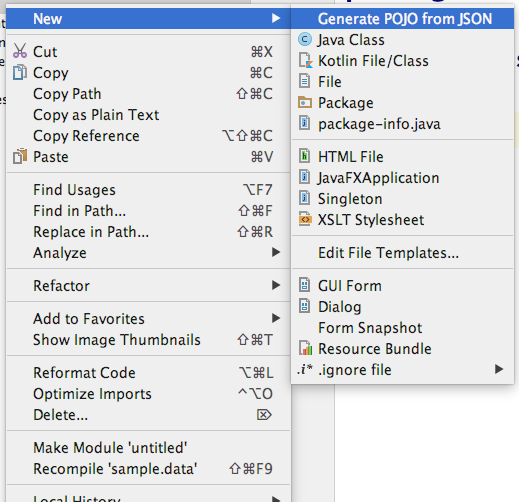 New
Cut ⌘X
Copy ⌘C
Copy Path ⇧⌘C
Copy as Plain Text
Copy Reference ⌥⇧⌘C
Paste ⌘V
Find Usages ⌥F7
Find in Path... ⇧⌘F
Replace in Path... ⇧⌘R
Analyze
Refactor
Add to Favorites
Show Image Thumbnails ⇧⌘T
Reformat Code ⌥⌘L
Optimize Imports ^⌥O
Delete... ⌦
Make Module 'untitled'
Recompile 'sample.data' ⇧⌘F9
Local History
Generate POJO from JSON
Java Class
Kotlin File/Class
File
Package
package-info.java
HTML File
JavaFXApplication
Singleton
XSLT Stylesheet
Edit File Templates...
GUI Form
Dialog
Form Snapshot
Resource Bundle
.i* .ignore file